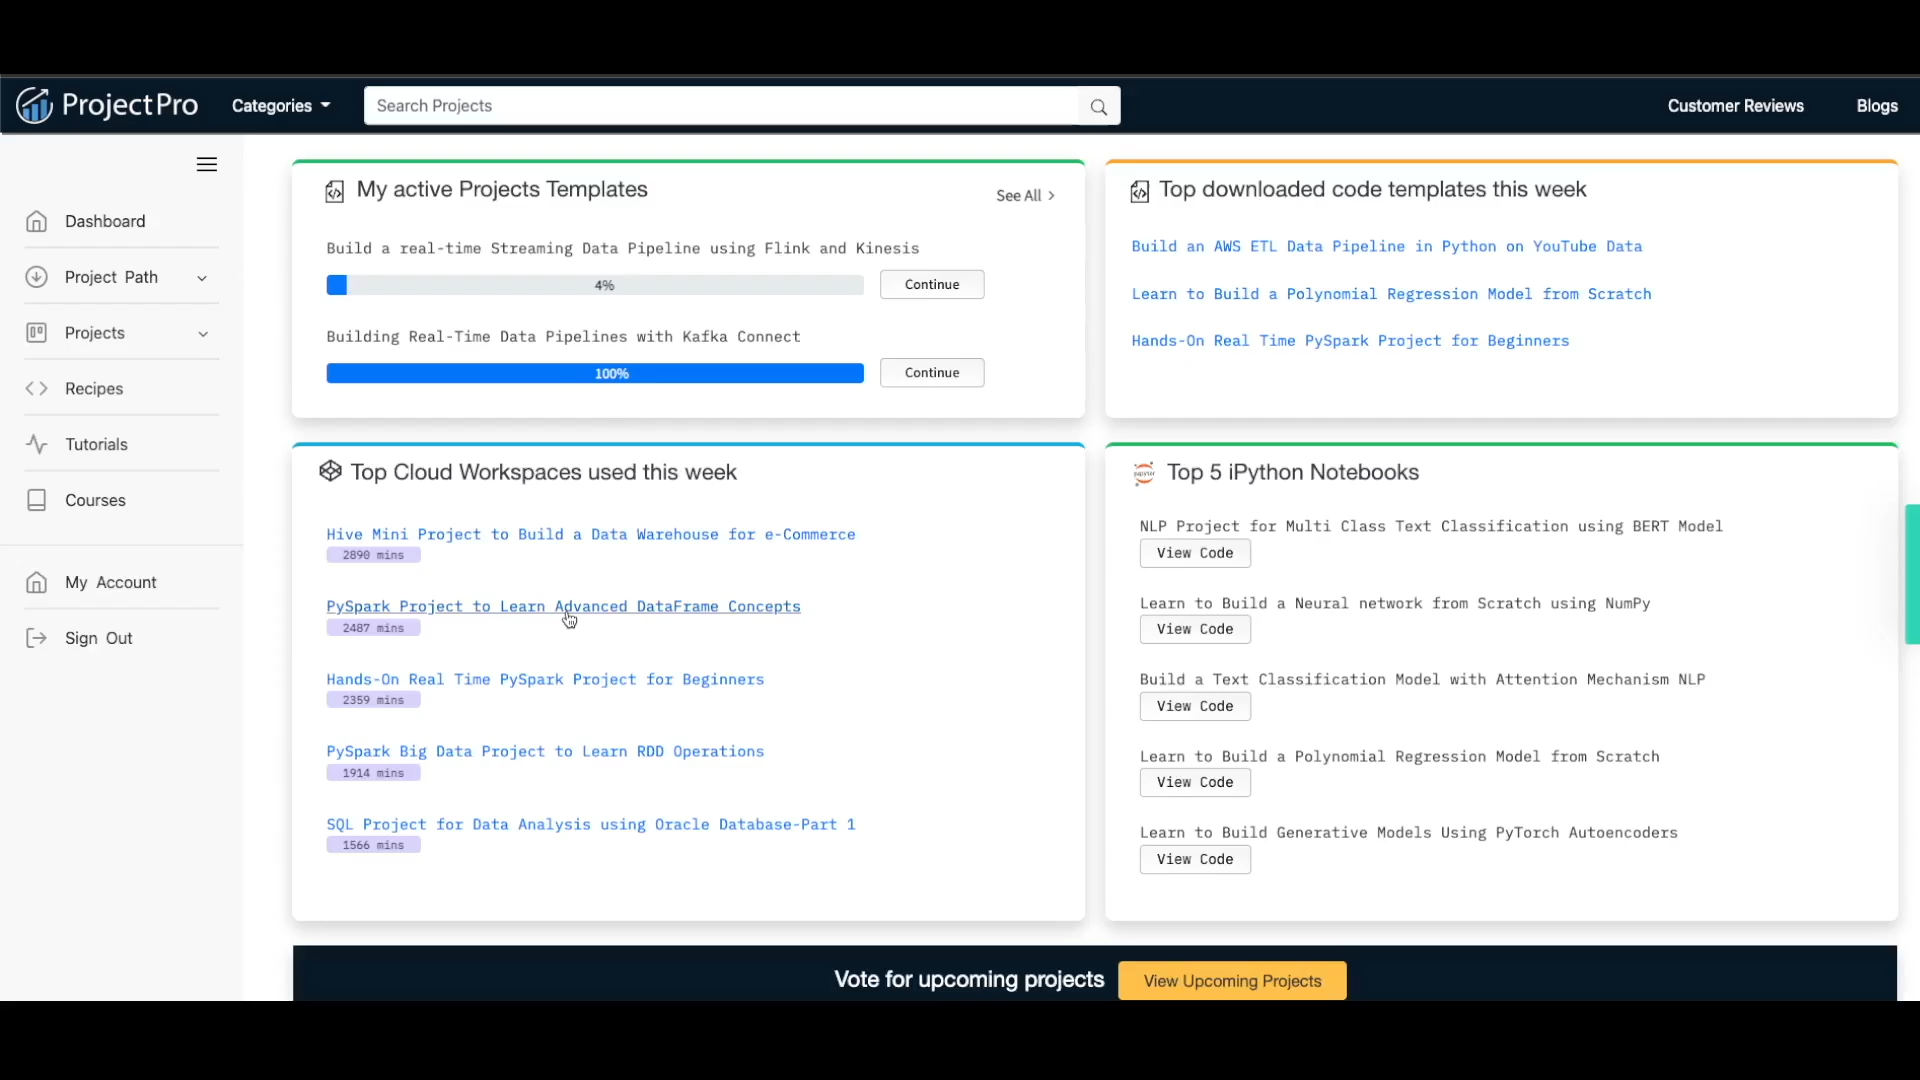 ProjectPro
Categories
Search Projects
Customer Reviews
Blogs
Dashboard
Project Path
Projects
Recipes
Tutorials
Courses
My Account
Sign Out
My active Projects Templates
See All >
Build a real-time Streaming Data Pipeline using Flink and Kinesis
4%
Continue
Building Real-Time Data Pipelines with Kafka Connect
100%
Continue
Top downloaded code templates this week
Build an AWS ETL Data Pipeline in Python on YouTube Data
Learn to Build a Polynomial Regression Model from Scratch
Hands-On Real Time PySpark Project for Beginners
Top Cloud Workspaces used this week
Hive Mini Project to Build a Data Warehouse for e-Commerce
2890 mins
PySpark Project to Learn Advanced DataFrame Concepts
2487 mins
Hands-On Real Time PySpark Project for Beginners
2359 mins
PySpark Big Data Project to Learn RDD Operations
1914 mins
SQL Project for Data Analysis using Oracle Database-Part 1
1566 mins
jupyter
Top 5 iPython Notebooks
NLP Project for Multi Class Text Classification using BERT Model
View Code
Learn to Build a Neural network from Scratch using NumPy
View Code
Build a Text Classification Model with Attention Mechanism NLP
View Code
Learn to Build a Polynomial Regression Model from Scratch
View Code
Learn to Build Generative Models Using PyTorch Autoencoders
View Code
Vote for upcoming projects
View Upcoming Projects